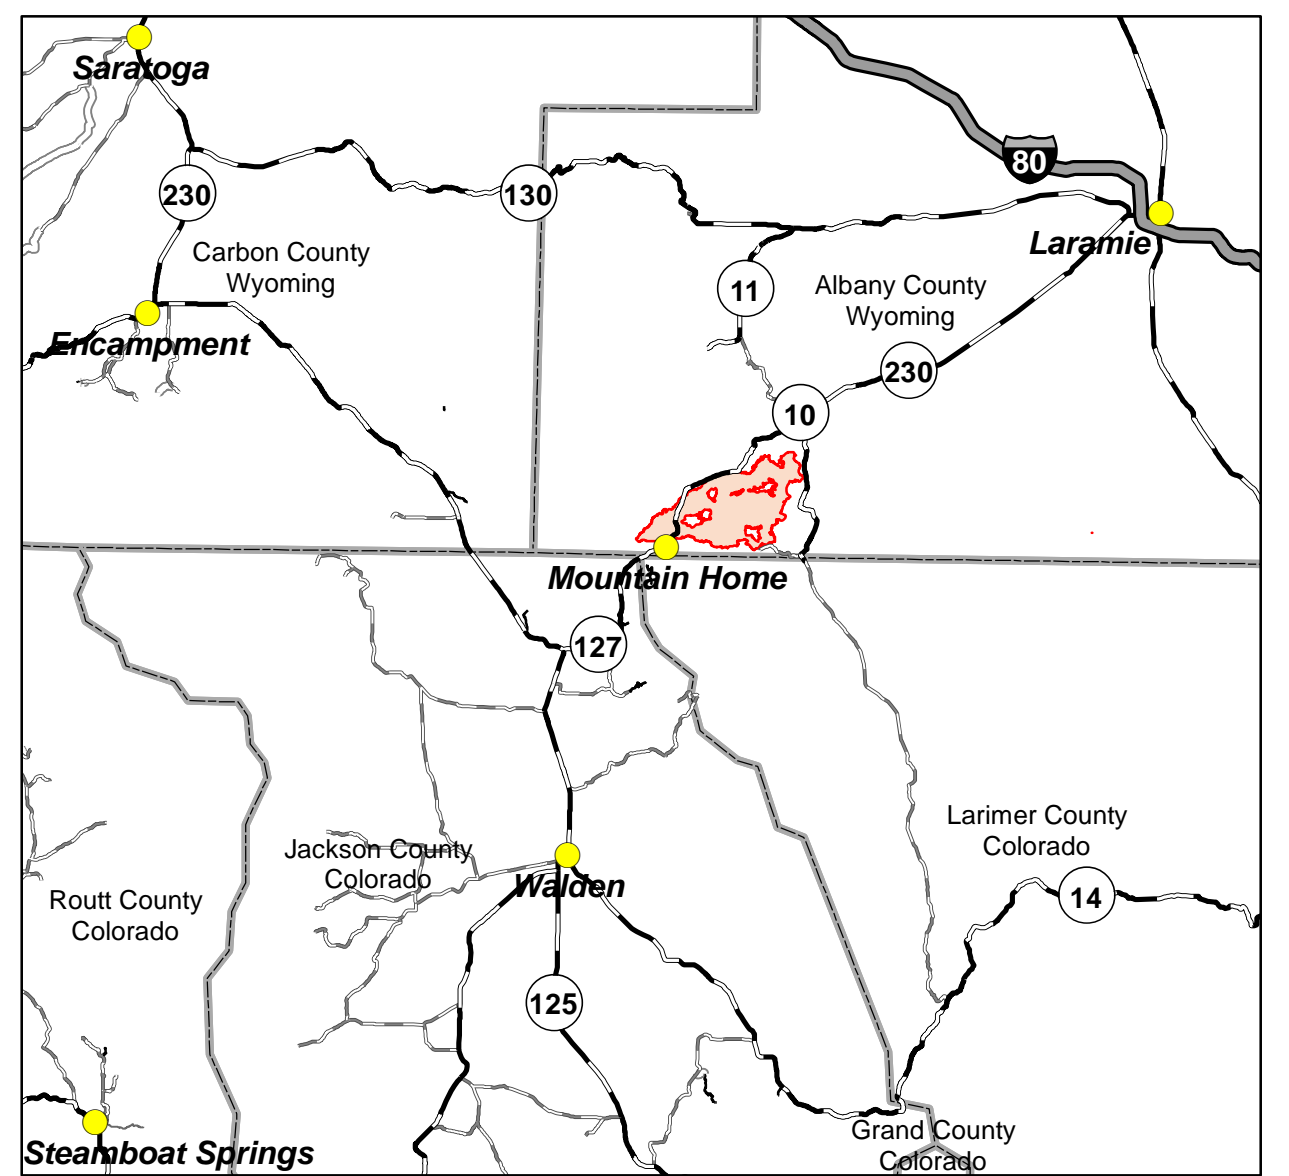 Saratoga
80
230
130
Laramie
Carbon County
Wyoming
11
Albany County
Wyoming
Encampment
230
10
Mountain Home
127
Larimer County
Colorado
Jackson County
Colorado
Walden
14
Routt County
Colorado
125
Grand County
Colorado
Steamboat Springs